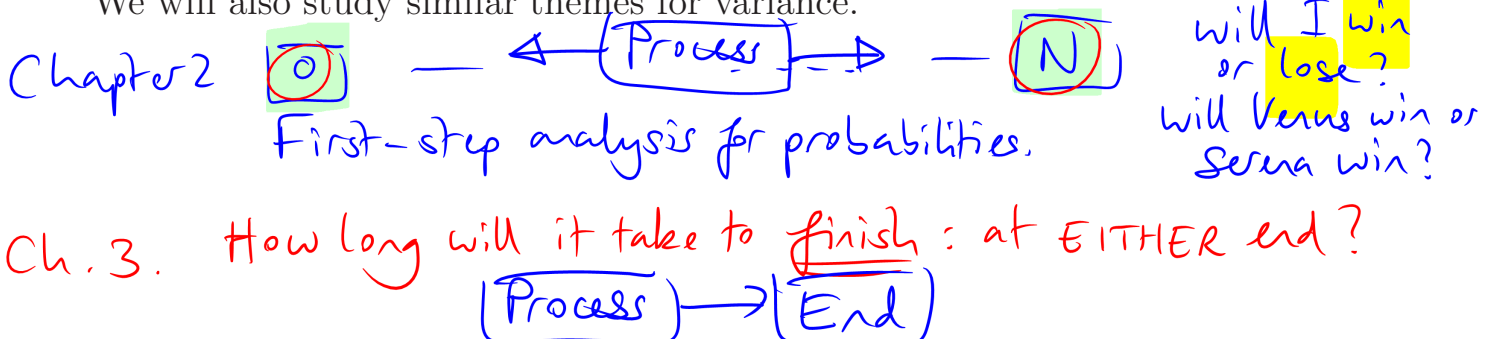 We will also study similar themes for variance.
Chapter 2 0 Process N
will I win
or lose?
First-step analysis for probabilities.
will Venus win or
Serena win?
Ch. 3. How long will it take to finish : at EITHER end?
Process End